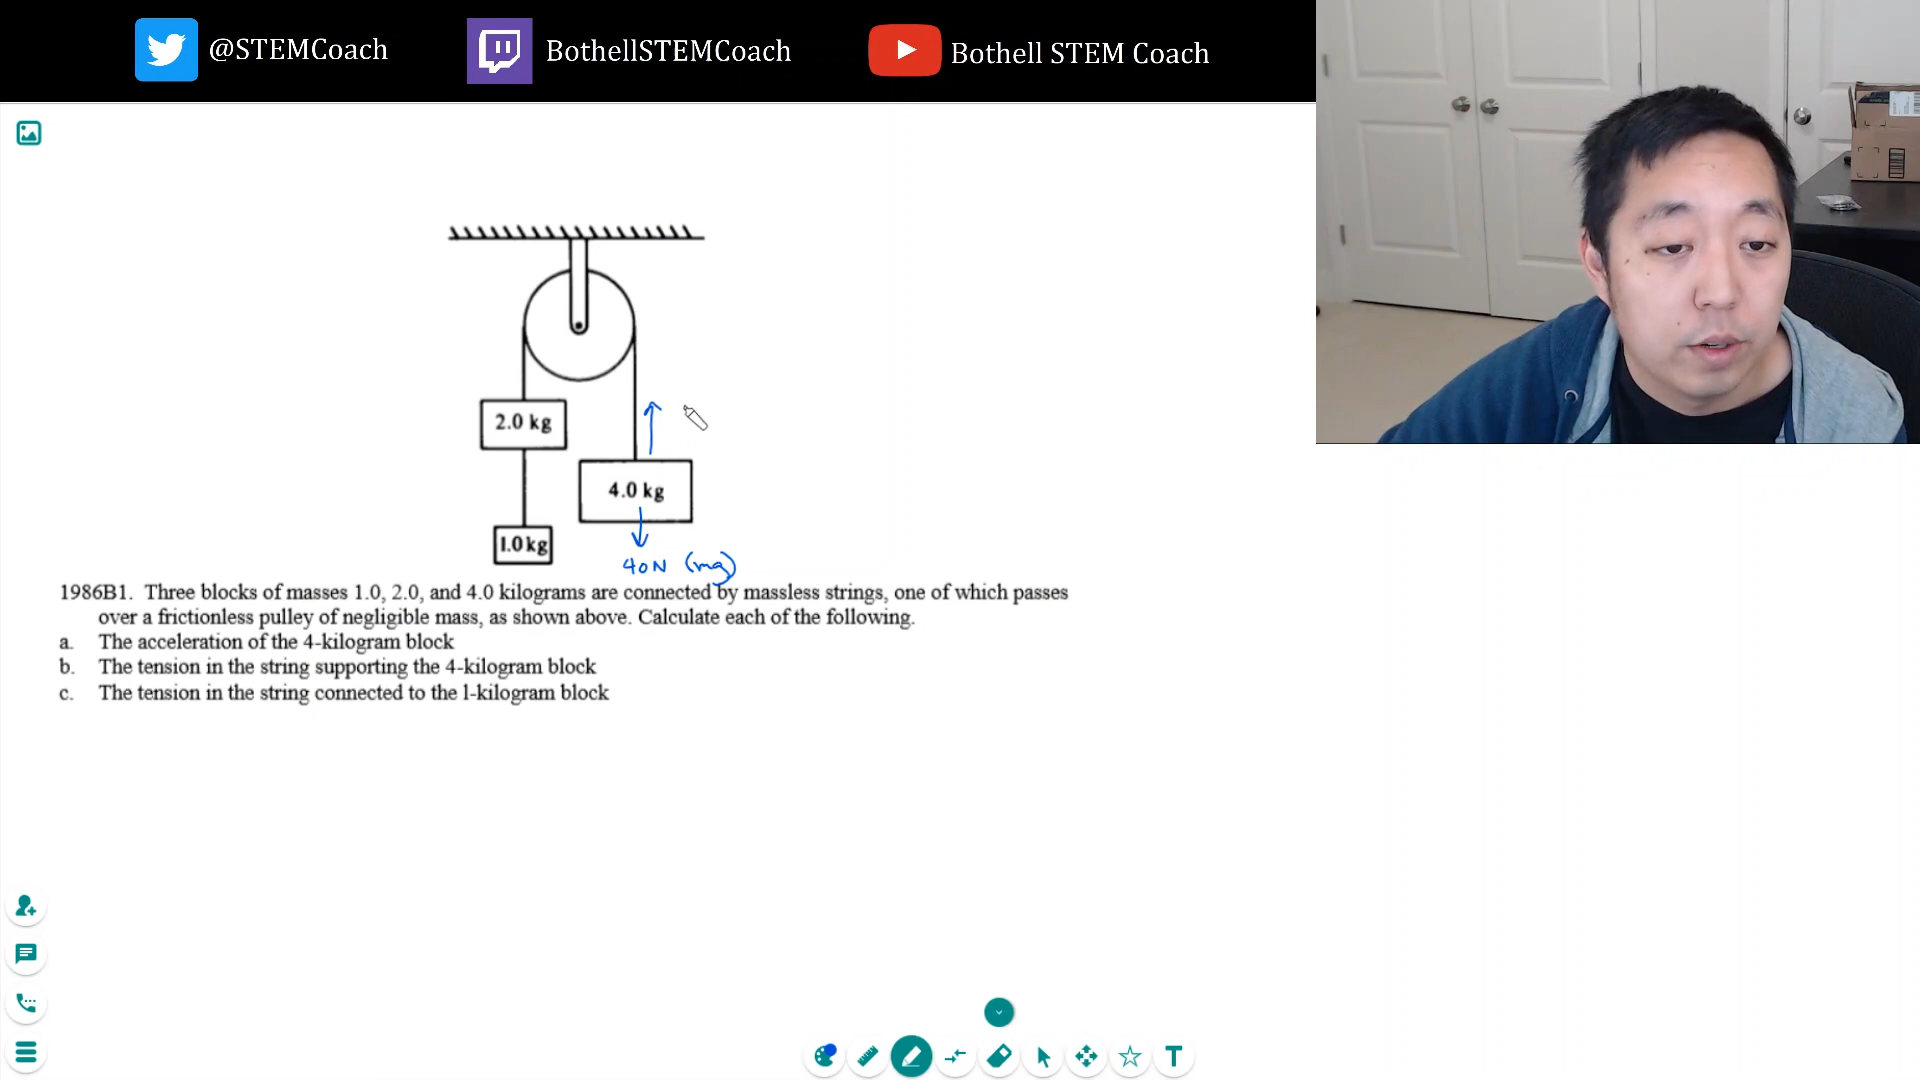 @STEMCoach
BothellSTEMCoach
Bothell STEM Coach
2.0 kg
4.0 kg
1.0 kg
40N (mg)
1986B1. Three blocks of masses 1.0, 2.0, and 4.0 kilograms are connected by massless strings, one of which passes
over a frictionless pulley of negligible mass, as shown above. Calculate each of the following.
a. The acceleration of the 4-kilogram block
b. The tension in the string supporting the 4-kilogram block
c. The tension in the string connected to the l-kilogram block
T